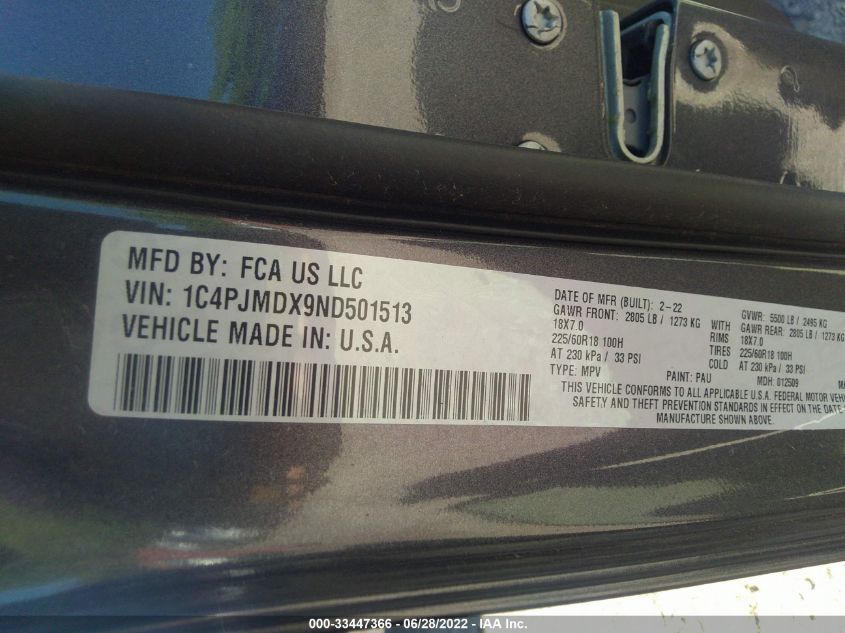 MFD BY: FCA US LLC
VIN: 1C4PJMDX9ND501513
VEHICLE MADE IN: U.S.A.
DATE OF MFR (BUILT): 2-22 GVWR: 5500 LB / 2495 KG
GAWR FRONT: 2805 LB / 1273 KG WITH GAWR REAR: 2805 LB / 1273 KG
18X7.0 RIMS 18X7.0
225/60R18 100H TIRES 225/60R18 100H
AT 230 kPa / 33 PSI COLD AT 230 kPa / 33 PSI
TYPE: MPV PAINT: PAU MDH: 012509
THIS VEHICLE CONFORMS TO ALL APPLICABLE U.S.A. FEDERAL MOTOR
SAFETY AND THEFT PREVENTION STANDARDS IN EFFECT ON THE DATE
MANUFACTURE SHOWN ABOVE.
000-33447366 - 06/28/2022 - IAA Inc.